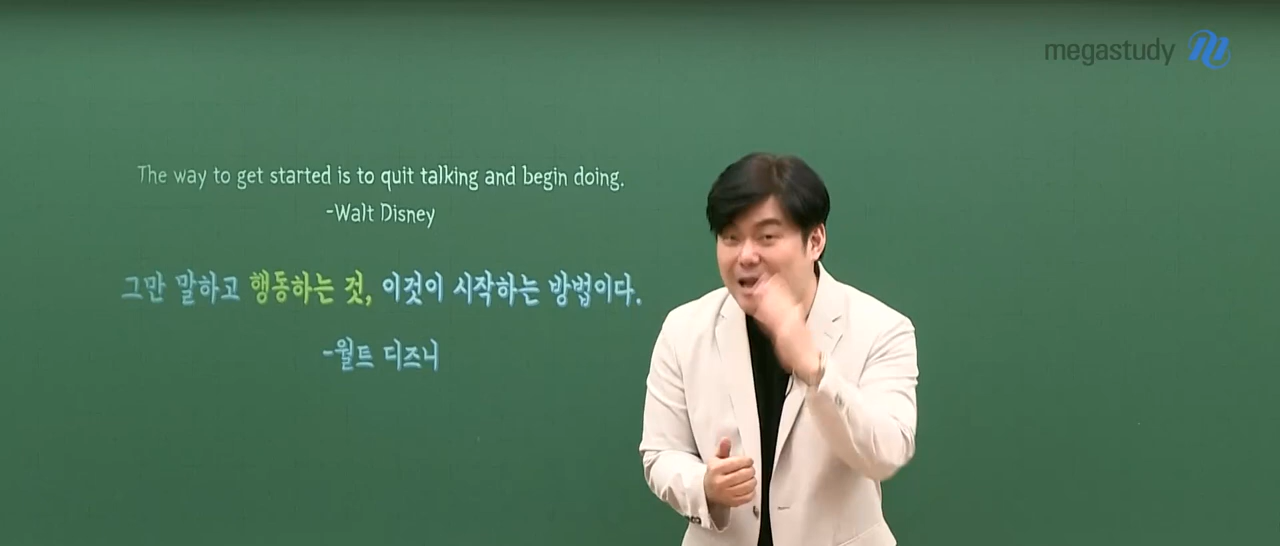 megastudy
The way to get started is to quit talking and begin doing.
-Walt Disney
그만 말하고 행동하는 것, 이것이 시작하는 방법이다.
-월트 디즈니